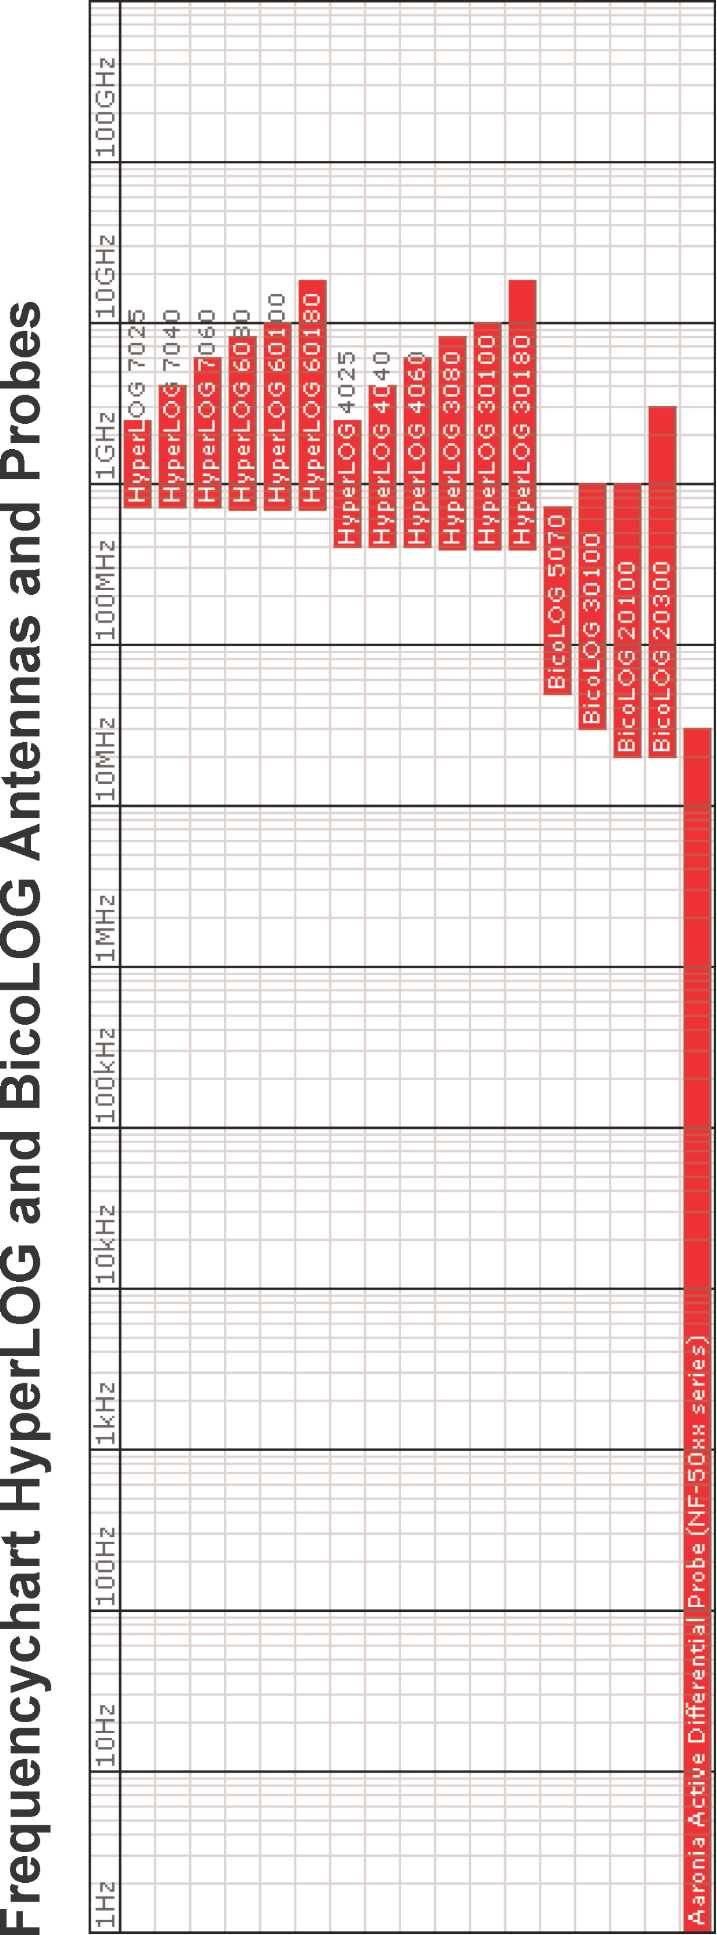 Frequencychart HyperLOG and BicoLOG Antennas and Probes
1Hz
10Hz
100Hz
1kHz
10kHz
100kHz
1MHz
10MHz
100MHz
1GHz
10GHz
100GHz
HyperLOG 7025
HyperLOG 7040
HyperLOG 7060
HyperLOG 6080
HyperLOG 60100
HyperLOG 60180
HyperLOG 4025
HyperLOG 4040
HyperLOG 4060
HyperLOG 3080
HyperLOG 30100
HyperLOG 30180
BicoLOG 5070
BicoLOG 30100
BicoLOG 20100
BicoLOG 20300
Aaronia Active Differential Probe (NF-50xx series)